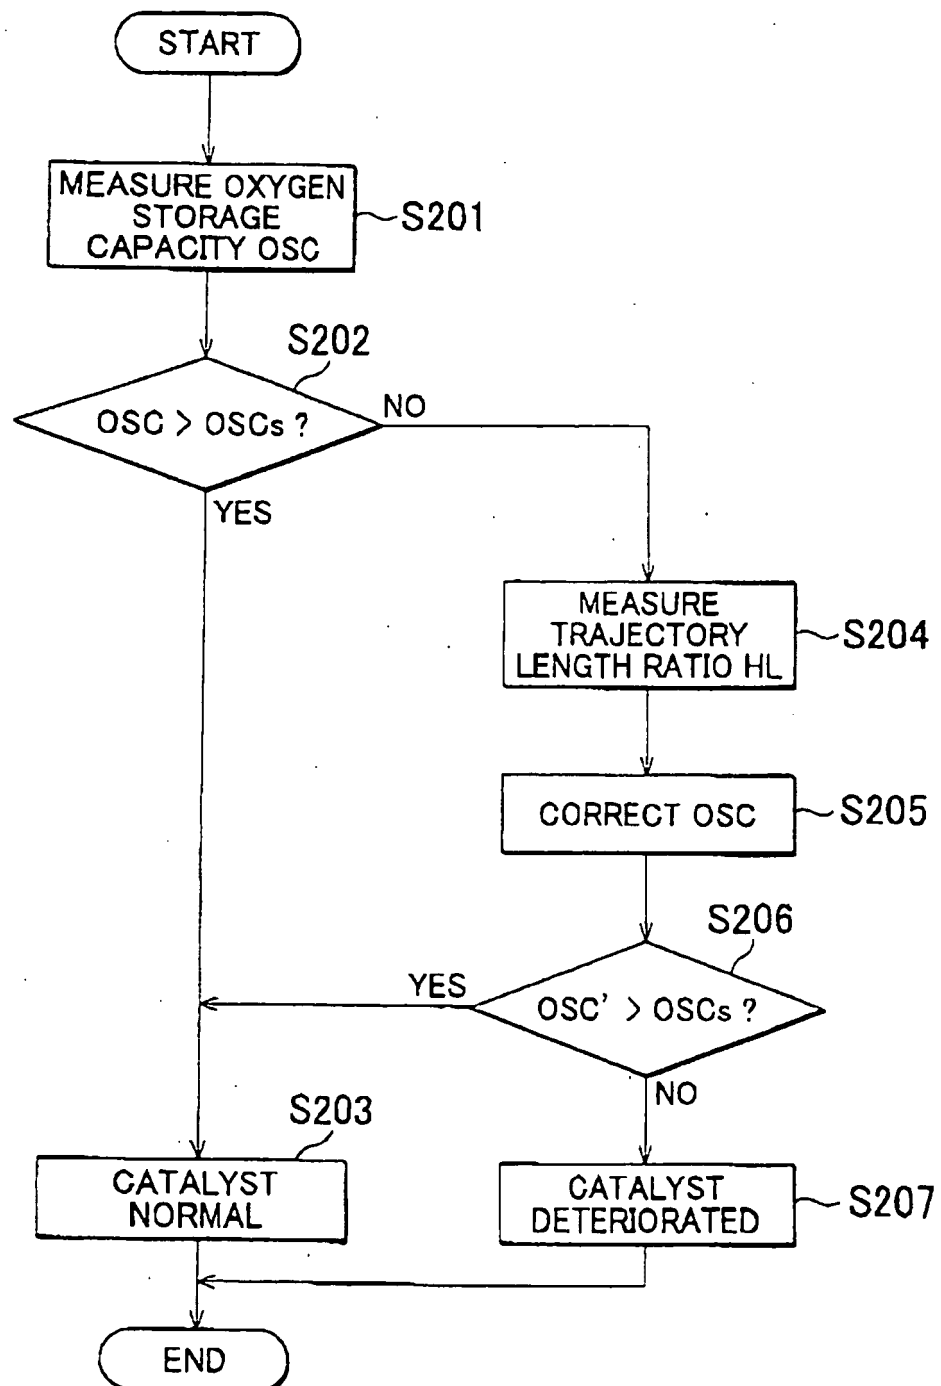 START
MEASURE OXYGEN
STORAGE
CAPACITY OSC
S201
S202
OSC > OSCs ?
NO
YES
MEASURE
TRAJECTORY
LENGTH RATIO HL
S204
CORRECT OSC
S205
S206
YES
OSC' > OSCs ?
NO
S203
CATALYST
NORMAL
CATALYST
DETERIORATED
S207
END